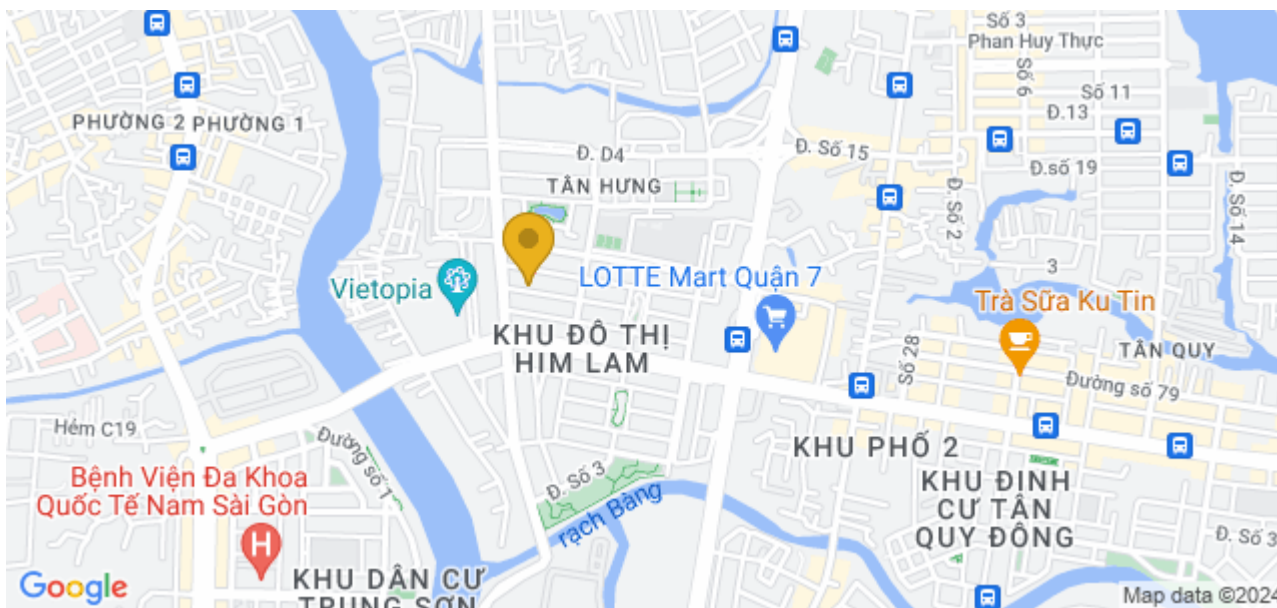 Số 3
Phan Huy Thực
Số 6
Số 11
Đ.13
PHƯỜNG 2
PHƯỜNG 1
Đ. D4
Đ. Số 15
Đ.số 19
TÂN HƯNG
Đ. Số 2
Đ. Số 14
3
Vietopia
LOTTE Mart Quận 7
Trà Sữa Ku Tin
KHU ĐÔ THỊ
HIM LAM
Số 28
TÂN QUY
Đường số 79
Hẻm C19
Đường số 1
KHU PHỐ 2
Bệnh Viện Đa Khoa
Quốc Tế Nam Sài Gòn
Đ. Số 3
rạch Bàng
KHU ĐỊNH
CƯ TÂN
QUY ĐÔNG
Đ. Số 3
H
KHU DÂN CƯ
TRUNG SƠN
Google
Map data ©2024